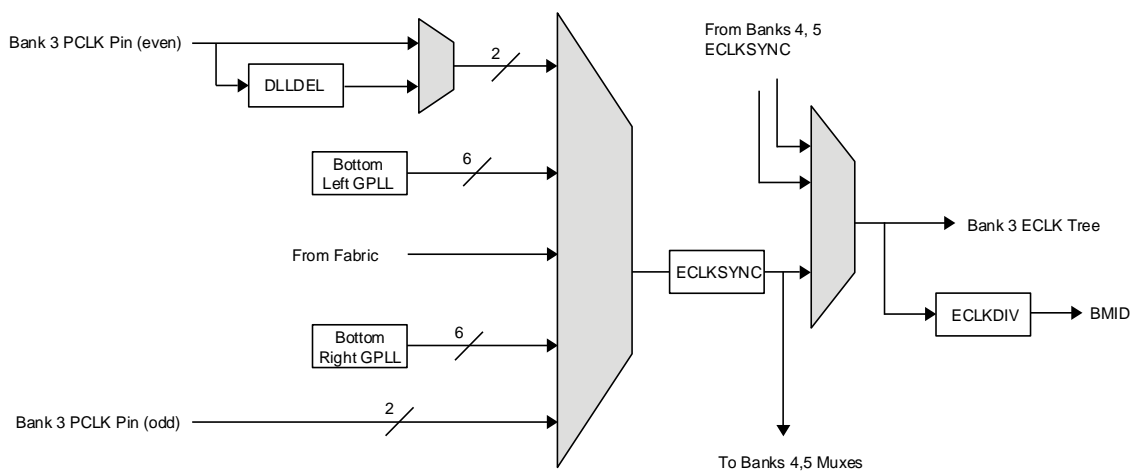 Bank 3 PCLK Pin (even)
DLLDEL
2
From Banks 4, 5
ECLKSYNC
Bottom
Left GPLL
6
From Fabric
ECLKSYNC
Bank 3 ECLK Tree
ECLKDIV
BMID
Bottom
Right GPLL
6
Bank 3 PCLK Pin (odd)
2
To Banks 4,5 Muxes